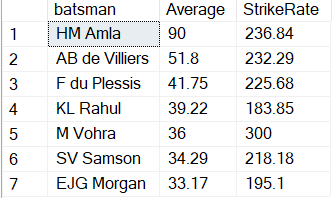 batsman Average StrikeRate
1 HM Amla 90 236.84
2 AB de Villiers 51.8 232.29
3 F du Plessis 41.75 225.68
4 KL Rahul 39.22 183.85
5 M Vohra 36 300
6 SV Samson 34.29 218.18
7 EJG Morgan 33.17 195.1